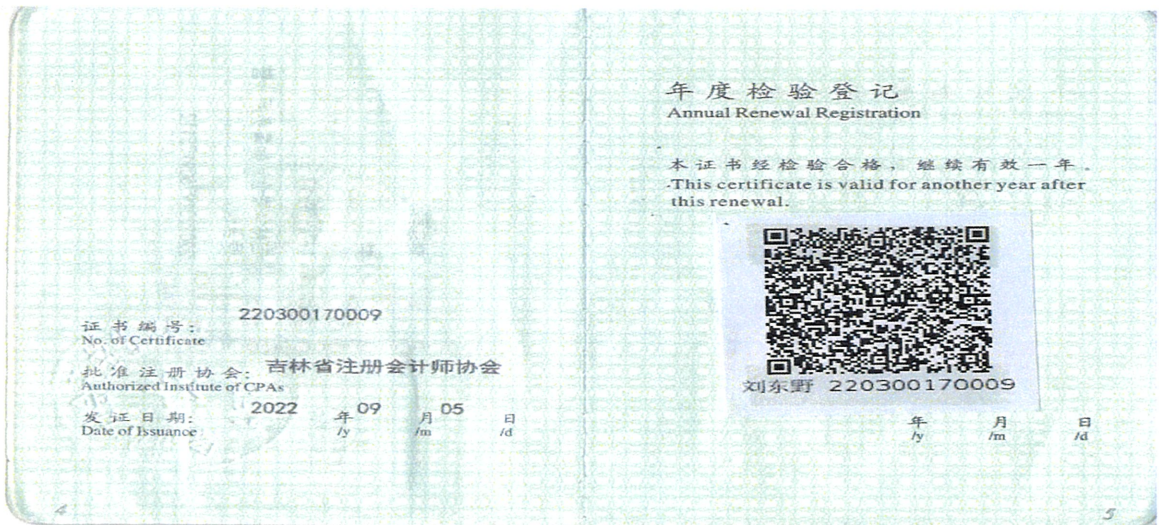 220300170009
证书编号:
No. of Certificate
批准注册协会: 吉林省注册会计师协会
Authorized Institute of CPAs
发证日期: 2022 年 09 月 05 日
Date of Issuance /y /m /d
4
年度检验登记
Annual Renewal Registration
本证书经检验合格，继续有效一年。
This certificate is valid for another year after
this renewal.
刘东野 220300170009
年 月 日
/y /m /d
5